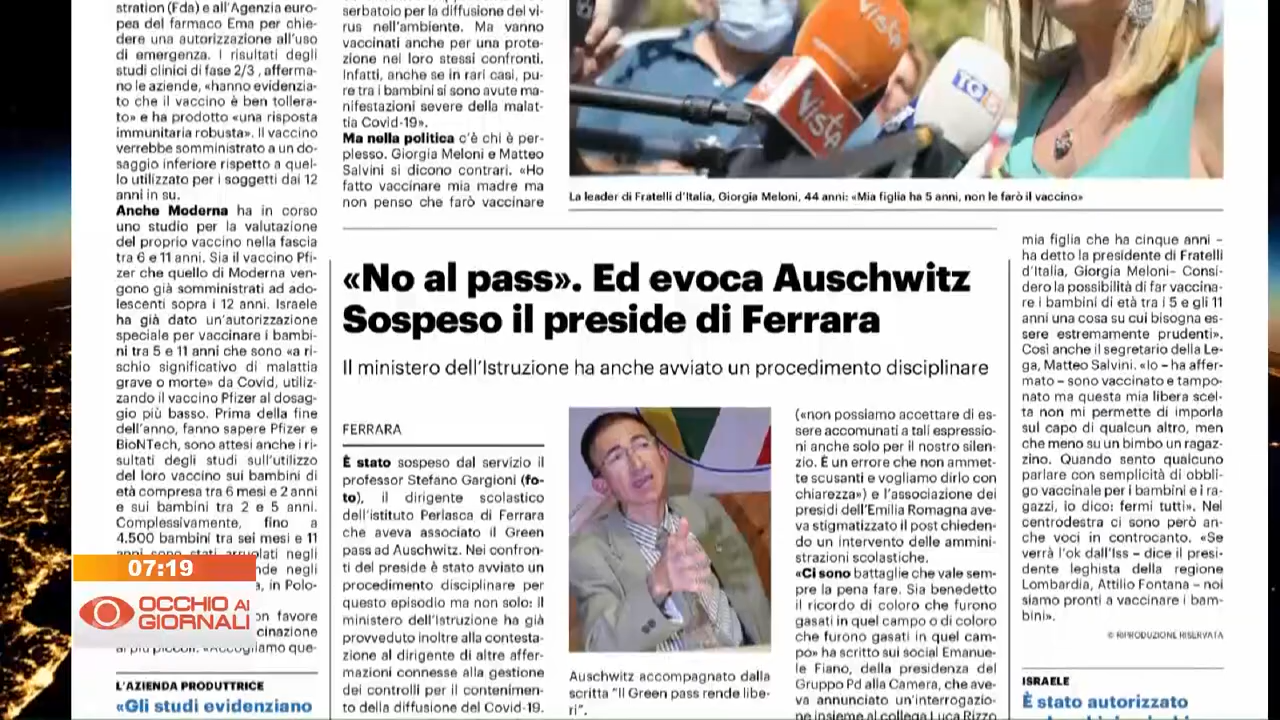 stration (Fda) e all'Agenzia euro-
pea del farmaco Ema per chie-
dere una autorizzazione all'uso
di emergenza. I risultati degli
studi clinici di fase 2/3 , afferma-
no le aziende, «hanno evidenzia-
to che il vaccino è ben tollera-
to» e ha prodotto «una risposta
immunitaria robusta». Il vaccino
verrebbe somministrato a un do-
saggio inferiore rispetto a quel-
lo utilizzato per i soggetti dai 12
anni in su.
Anche Moderna ha in corso
uno studio per la valutazione
del proprio vaccino nella fascia
tra 6 e 11 anni. Sia il vaccino Pfi-
zer che quello di Moderna ven-
gono già somministrati ad ado-
lescenti sopra i 12 anni. Israele
ha già dato un'autorizzazione
speciale per vaccinare i bambi-
ni tra 5 e 11 anni che sono «a ri-
schio significativo di malattia
grave o morte» da Covid, utiliz-
zando il vaccino Pfizer al dosag-
gio più basso. Prima della fine
dell'anno, fanno sapere Pfizer e
BioNTech, sono attesi anche i ri-
sultati degli studi sull'utilizzo
del loro vaccino sui bambini di
età compresa tra 6 mesi e 2 anni
e sui bambini tra 2 e 5 anni.
Complessivamente, fino a
4.500 bambini tra sei mesi e 11
anni sono stati arruolati negli
negli
, in Polo-
on favore
cinazione
ai più piccoli. «Accogliamo que-
L'AZIENDA PRODUTTRICE
«Gli studi evidenziano
serbatolo per la diffusione del vi-
rus nell'ambiente. Ma vanno
vaccinati anche per una prote-
zione nei loro stessi confronti.
Infatti, anche se in rari casi, pu-
re tra i bambini si sono avute ma-
nifestazioni severe della malat-
tia Covid-19».
Ma nella politica c'è chi è per-
plesso. Giorgia Meloni e Matteo
Salvini si dicono contrari. «Ho
fatto vaccinare mia madre ma
non penso che farò vaccinare
Vista
Vista
TG5
La leader di Fratelli d'Italia, Giorgia Meloni, 44 anni: «Mia figlia ha 5 anni, non le farò il vaccino»
«No al pass». Ed evoca Auschwitz
Sospeso il preside di Ferrara
Il ministero dell'Istruzione ha anche avviato un procedimento disciplinare
FERRARA
È stato sospeso dal servizio il
professor Stefano Gargioni (fo-
to), il dirigente scolastico
dell'istituto Perlasca di Ferrara
che aveva associato il Green
pass ad Auschwitz. Nei confron-
ti del preside è stato avviato un
procedimento disciplinare per
questo episodio ma non solo: il
ministero dell'Istruzione ha già
provveduto inoltre alla contesta-
zione al dirigente di altre affer-
mazioni connesse alla gestione
dei controlli per il contenimen-
to della diffusione del Covid-19.
Auschwitz accompagnato dalla
scritta "Il Green pass rende libe-
ri".
(«non possiamo accettare di es-
sere accomunati a tali espressio-
ni anche solo per il nostro silen-
zio. È un errore che non ammet-
te scusanti e vogliamo dirlo con
chiarezza») e l'associazione dei
presidi dell'Emilia Romagna ave-
va stigmatizzato il post chieden-
do un intervento delle ammini-
strazioni scolastiche.
«Ci sono battaglie che vale sem-
pre la pena fare. Sia benedetto
il ricordo di coloro che furono
gasati in quel campo o di coloro
che furono gasati in quel cam-
po» ha scritto sui social Emanue-
le Fiano, della presidenza del
Gruppo Pd alla Camera, che ave-
va annunciato un'interrogazio-
ne insieme al collega Luca Rizzo
mia figlia che ha cinque anni –
ha detto la presidente di Fratelli
d'Italia, Giorgia Meloni– Consi-
dero la possibilità di far vaccina-
re i bambini di età tra i 5 e gli 11
anni una cosa su cui bisogna es-
sere estremamente prudenti».
Così anche il segretario della Le-
ga, Matteo Salvini. «Io – ha affer-
mato – sono vaccinato e tampo-
nato ma questa mia libera scel-
ta non mi permette di imporla
sul capo di qualcun altro, men
che meno su un bimbo un ragaz-
zino. Quando sento qualcuno
parlare con semplicità di obbli-
go vaccinale per i bambini e i ra-
gazzi, io dico: fermi tutti». Nel
centrodestra ci sono però an-
che voci in controcanto. «Se
verrà l'ok dall'Iss – dice il presi-
dente leghista della regione
Lombardia, Attilio Fontana – noi
siamo pronti a vaccinare i bam-
bini».
© RIPRODUZIONE RISERVATA
ISRAELE
È stato autorizzato
07:19
OCCHIO AI
GIORNALI